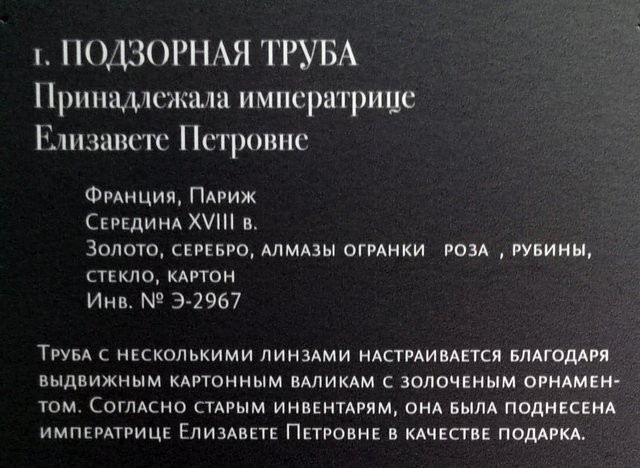 1. ПОДЗОРНАЯ ТРУБА
Принадлежала императрице
Елизавете Петровне
Франция, Париж
Середина XVIII в.
Золото, серебро, алмазы огранки роза , рубины,
стекло, картон
Инв. № Э-2967
Труба с несколькими линзами настраивается благодаря
выдвижным картонным валикам с золоченым орнамен-
том. Согласно старым инвентарям, она была поднесена
императрице Елизавете Петровне в качестве подарка.